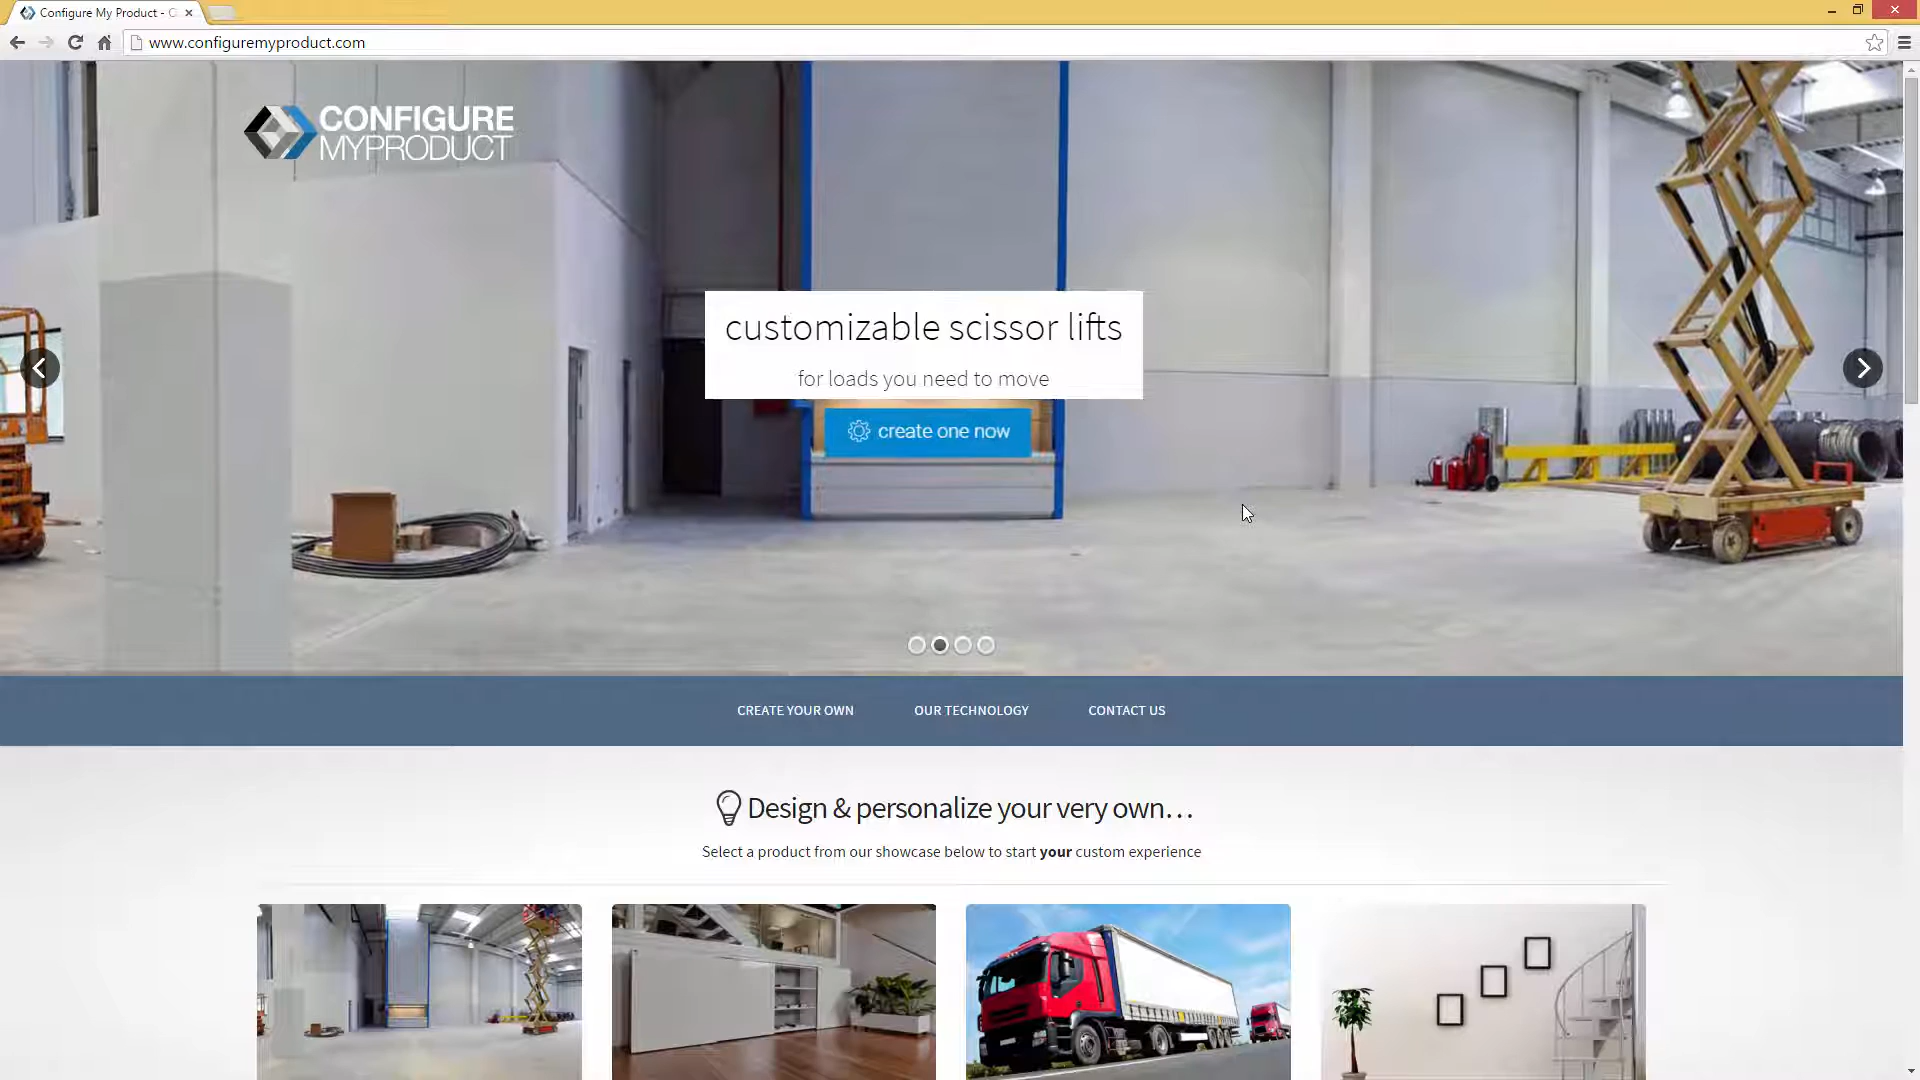 Configure My Product - C
www.configuremyproduct.com
CONFIGURE
MYPRODUCT
customizable scissor lifts
for loads you need to move
create one now
CREATE YOUR OWN
OUR TECHNOLOGY
CONTACT US
Design & personalize your very own...
Select a product from our showcase below to start your custom experience